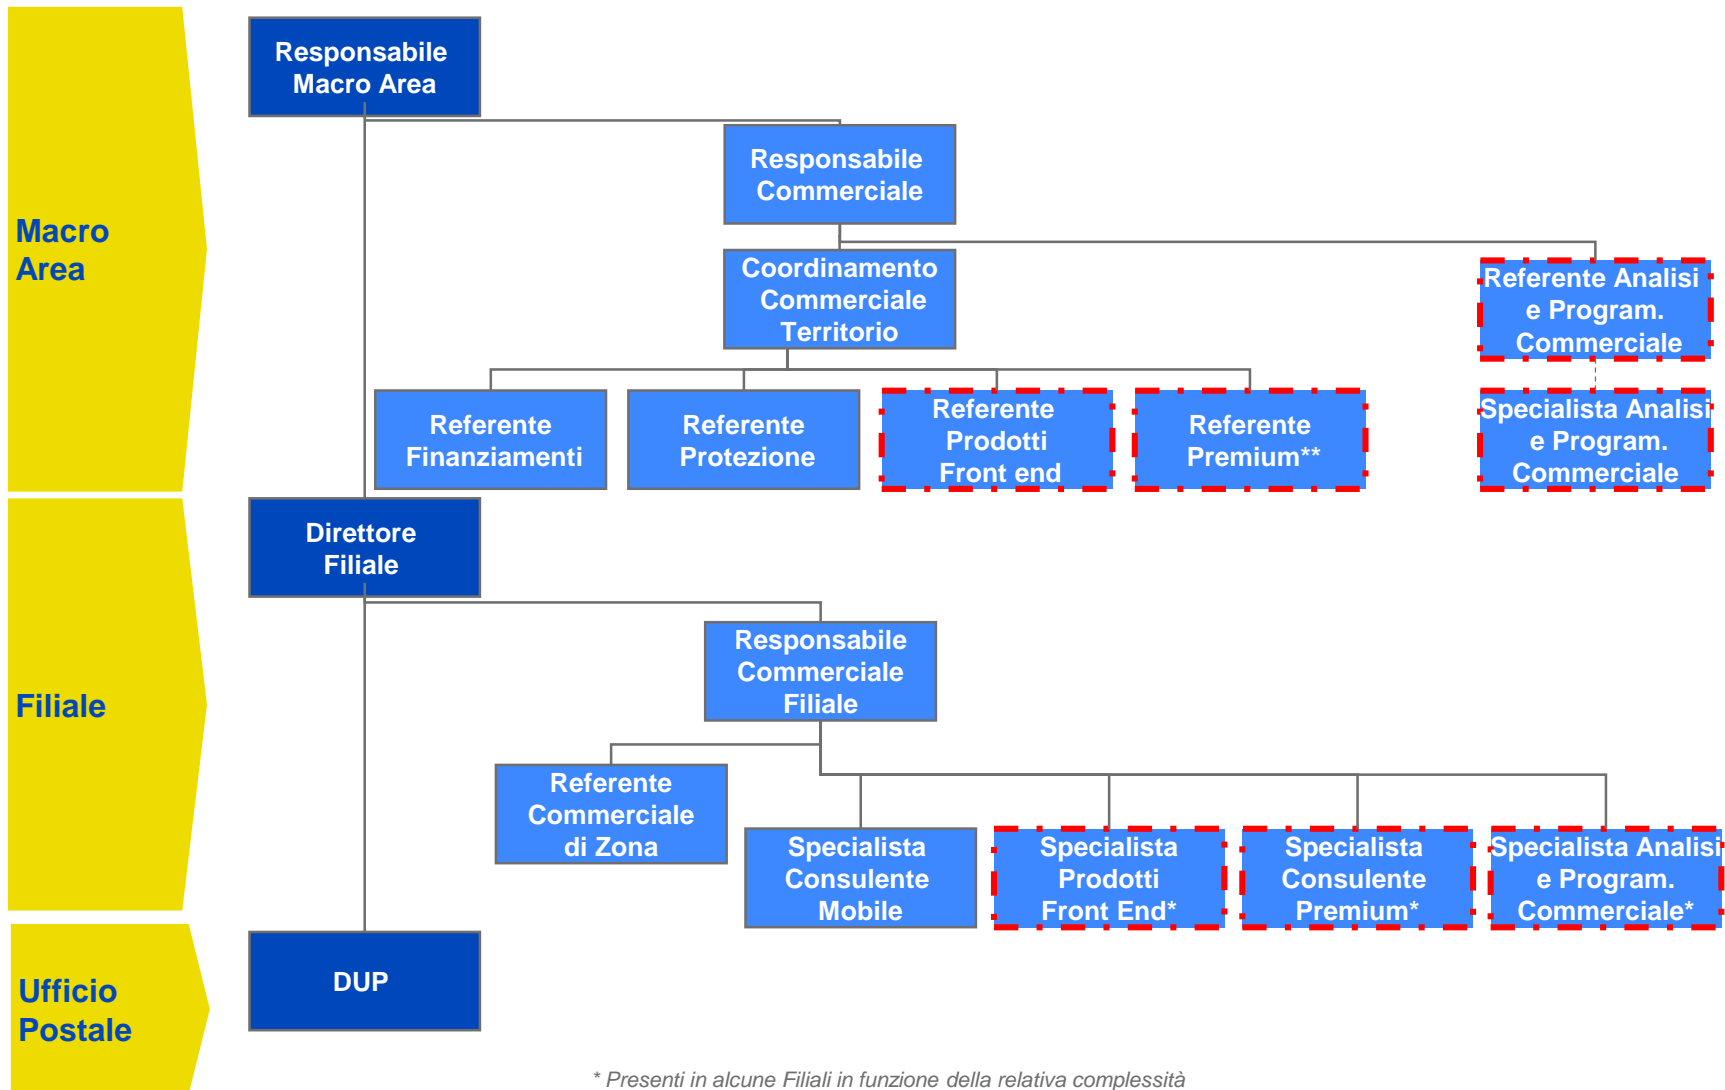 Macro
Area
Responsabile
Macro Area
Responsabile
Commerciale
Coordinamento
Commerciale
Territorio
Referente Analisi
e Program.
Commerciale
Referente
Finanziamenti
Referente
Protezione
Referente
Prodotti
Front end
Referente
Premium**
Specialista Analisi
e Program.
Commerciale
Filiale
Direttore
Filiale
Responsabile
Commerciale
Filiale
Referente
Commerciale
di Zona
Specialista
Consulente
Mobile
Specialista
Prodotti
Front End*
Specialista
Consulente
Premium*
Specialista Analisi
e Program.
Commerciale*
Ufficio
Postale
DUP
* Presenti in alcune Filiali in funzione della relativa complessità